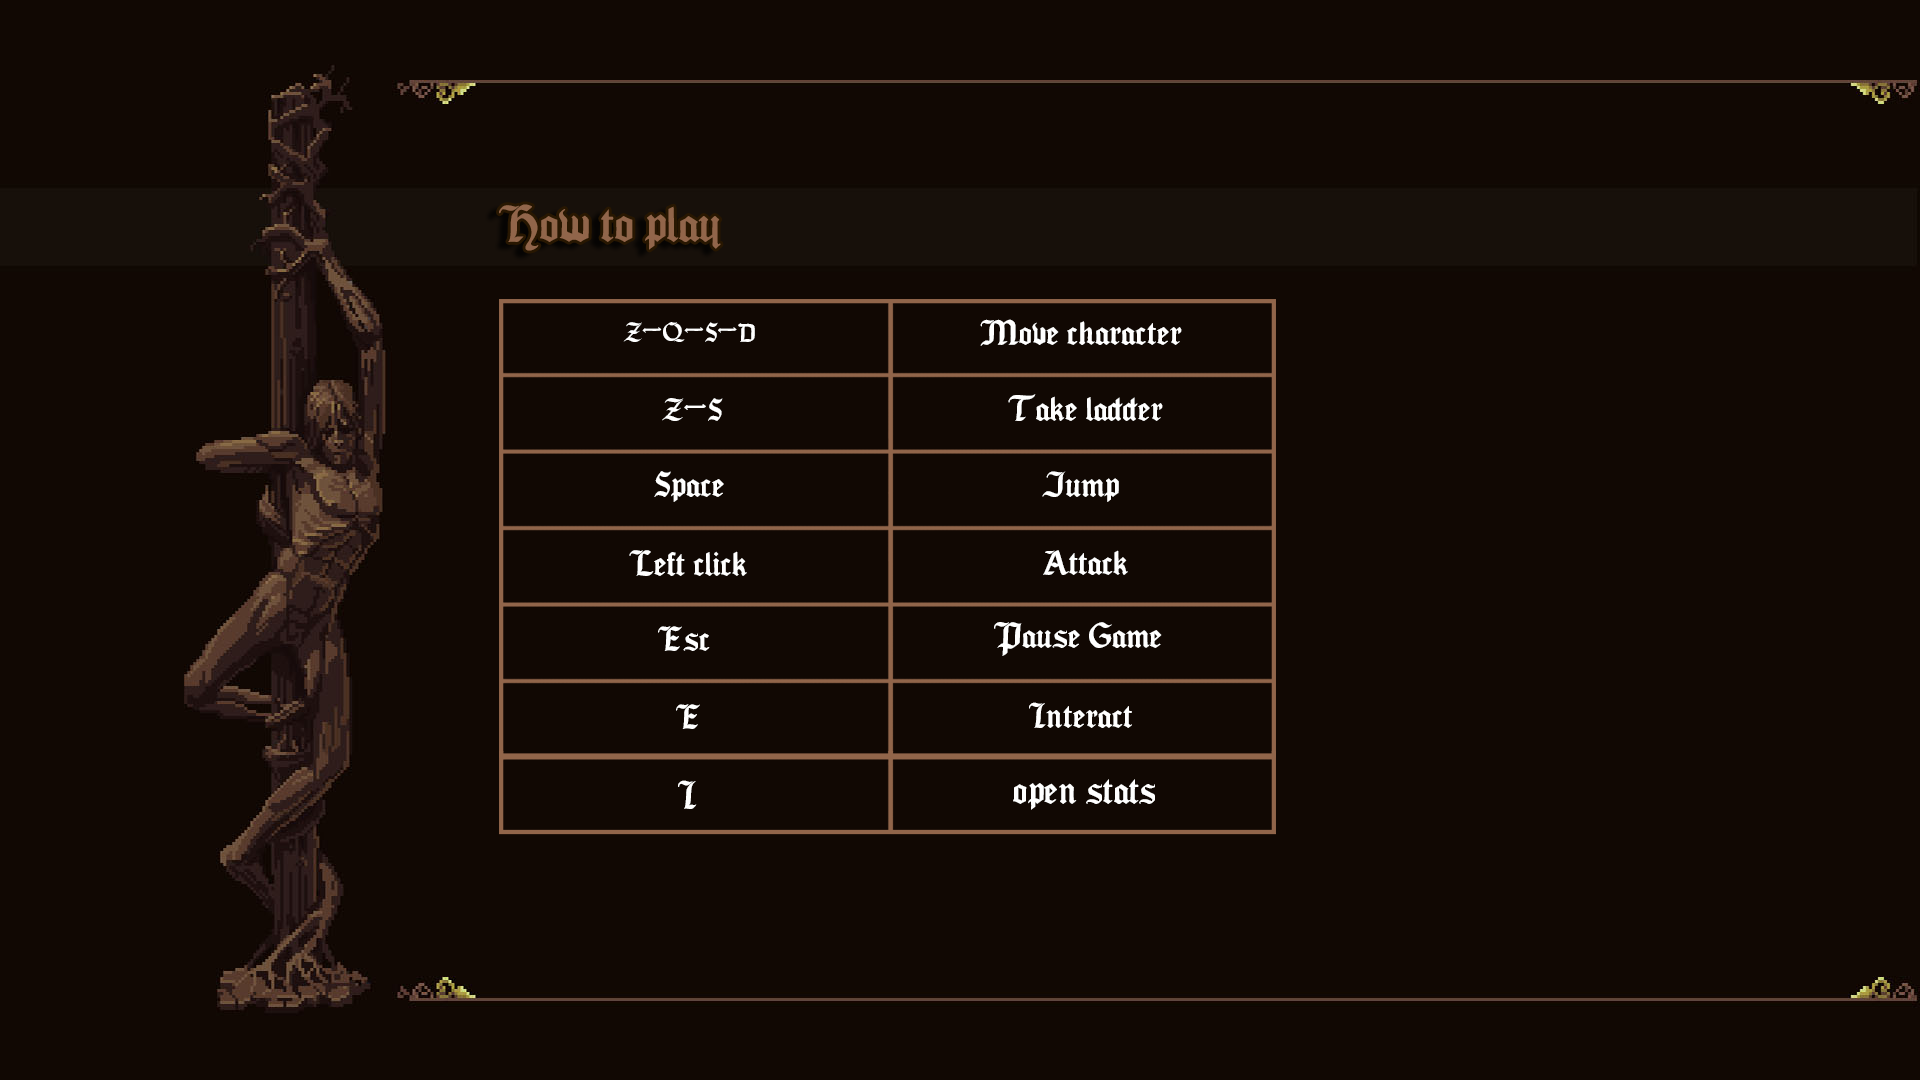 How to play
Z-Q-S-D Move character
Z-S Take ladder
Space Jump
Left click Attack
Esc Pause Game
E Interact
I open stats